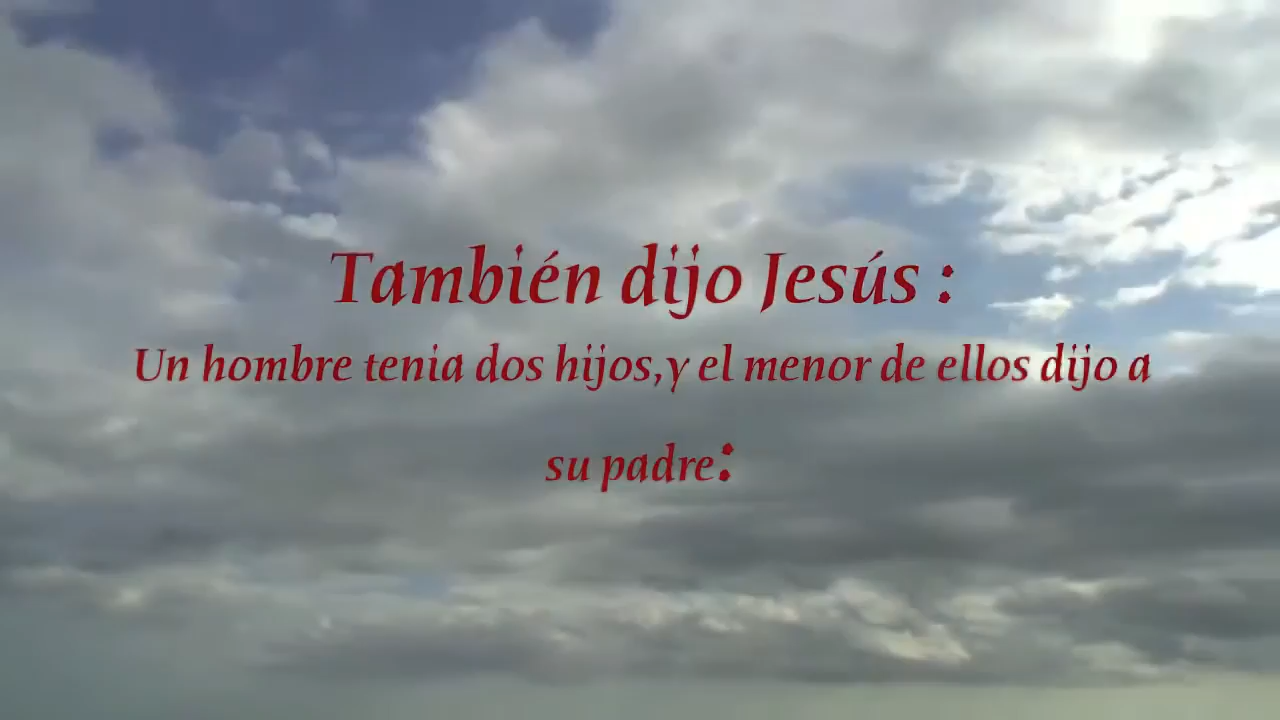 También dijo Jesús :
Un hombre tenia dos hijos,y el menor de ellos dijo a
su padre: